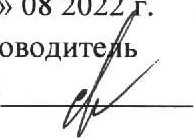 » 08 2022 г.
оводитель